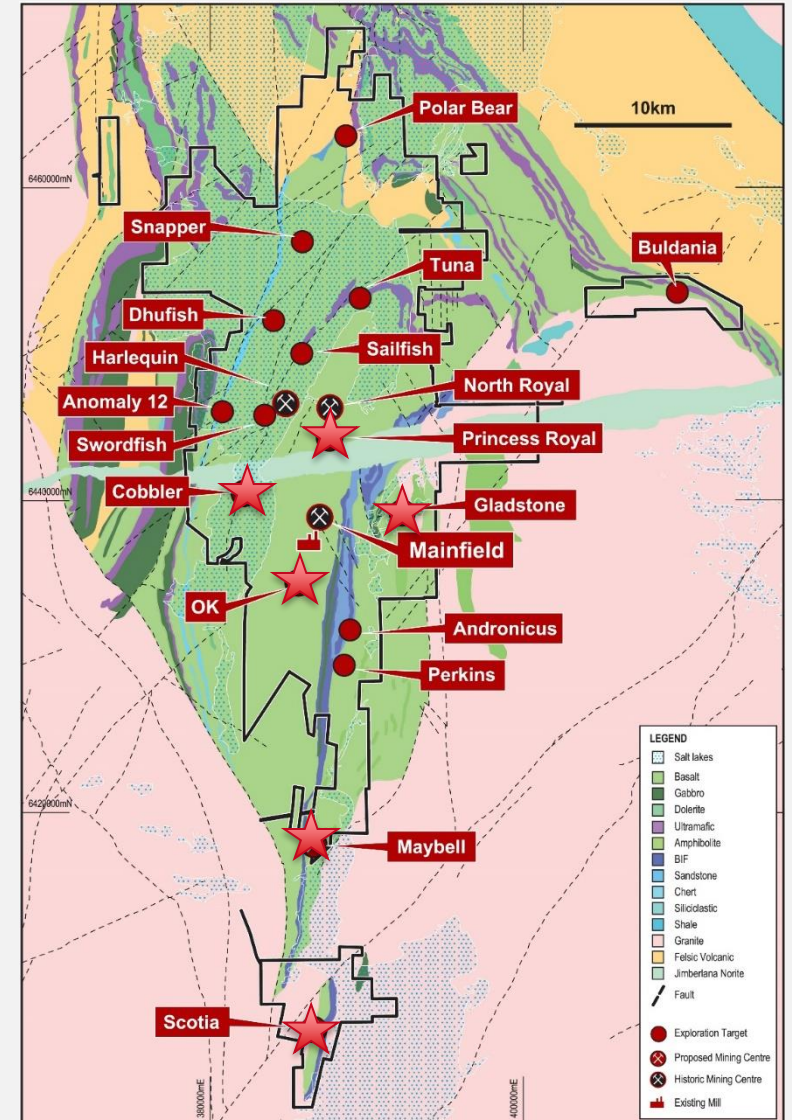 Polar Bear
10km
6460000mN
Snapper
Buldania
Tuna
Dhufish
Harlequin
Sailfish
North Royal
Anomaly 12
Swordfish
Princess Royal
Cobbler
6440000mN
Gladstone
Mainfield
OK
Andronicus
Perkins
6420000mN
Maybell
Scotia
380000mE
400000mE
LEGEND
Salt lakes
Basalt
Gabbro
Dolerite
Ultramafic
Amphibolite
BIF
Sandstone
Chert
Siliciclastic
Shale
Granite
Felsic Volcanic
Jimberlana Norite
Fault
Exploration Target
Proposed Mining Centre
Historic Mining Centre
Existing Mill